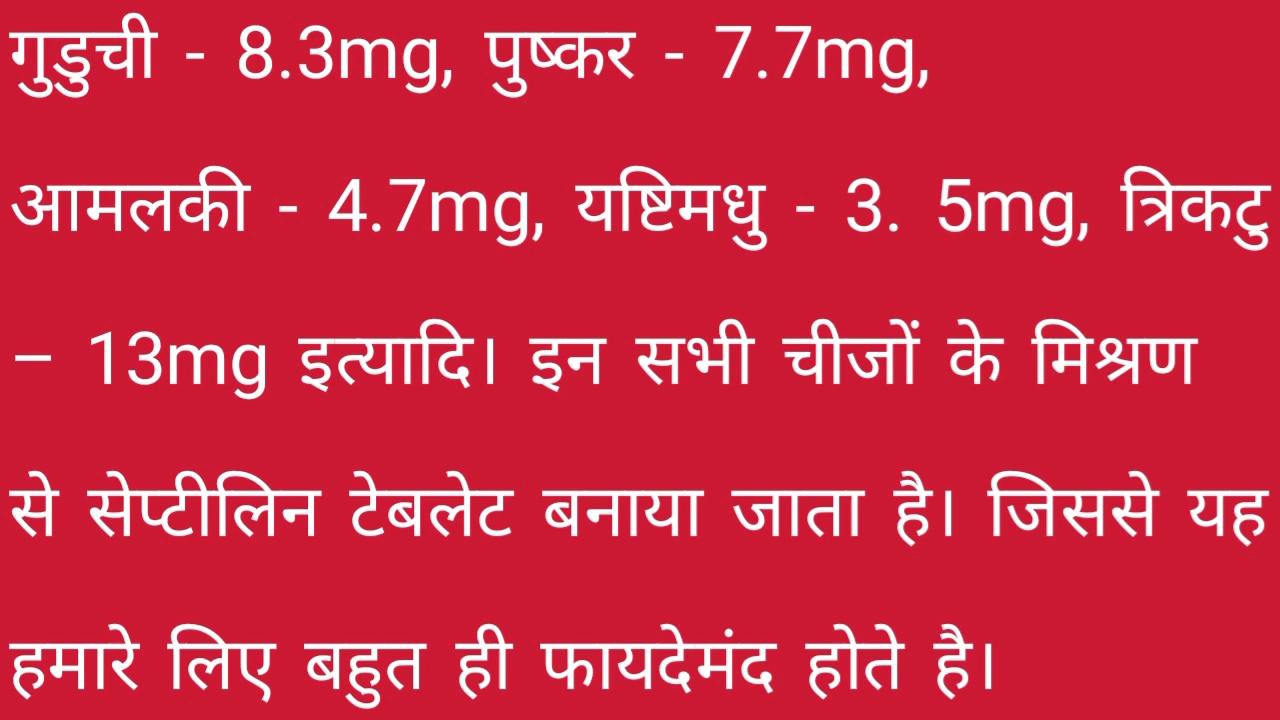 गुडुची - 8.3mg, पुष्कर - 7.7mg,
आमलकी - 4.7mg, यष्टिमधु - 3. 5mg, त्रिकटु
– 13mg इत्यादि। इन सभी चीजों के मिश्रण
से सेप्टीलिन टेबलेट बनाया जाता है। जिससे यह
हमारे लिए बहुत ही फायदेमंद होते है।